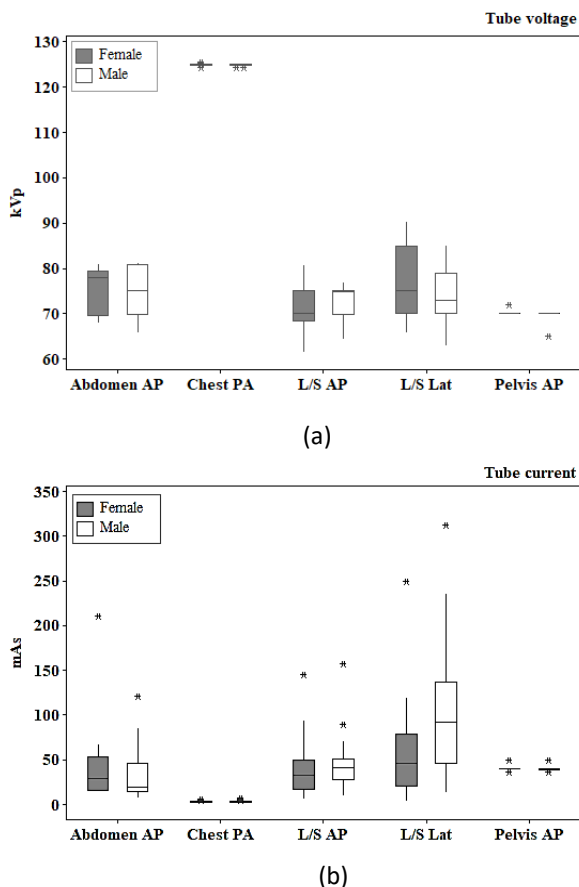 Tube voltage
130
120
110
100
90
80
70
60
kVp
Female
Male
Abdomen AP Chest PA L/S AP L/S Lat Pelvis AP
(a)
Tube current
350
300
250
200
150
100
50
0
mAs
Female
Male
Abdomen AP Chest PA L/S AP L/S Lat Pelvis AP
(b)